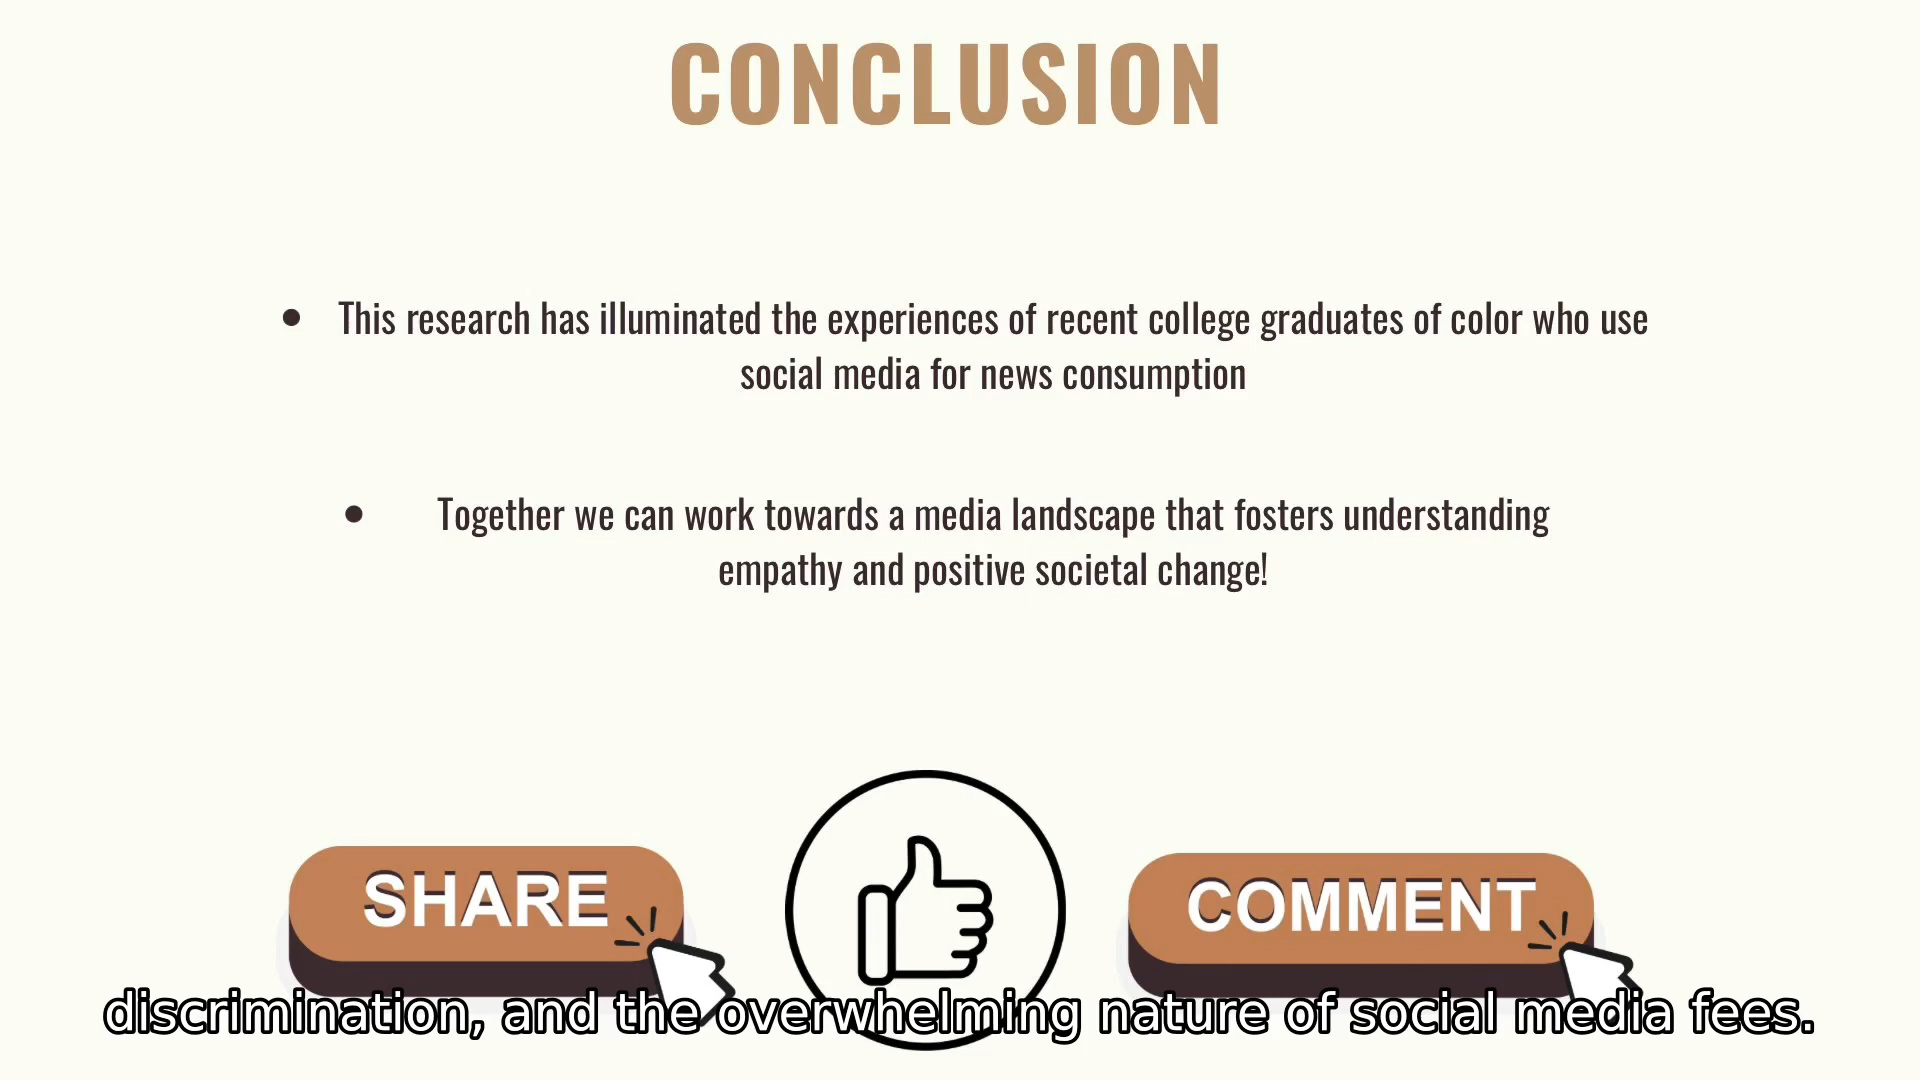 CONCLUSION
• This research has illuminated the experiences of recent college graduates of color who use
social media for news consumption
• Together we can work towards a media landscape that fosters understanding
empathy and positive societal change!
SHARE
COMMENT
discrimination, and the overwhelming nature of social media fees.